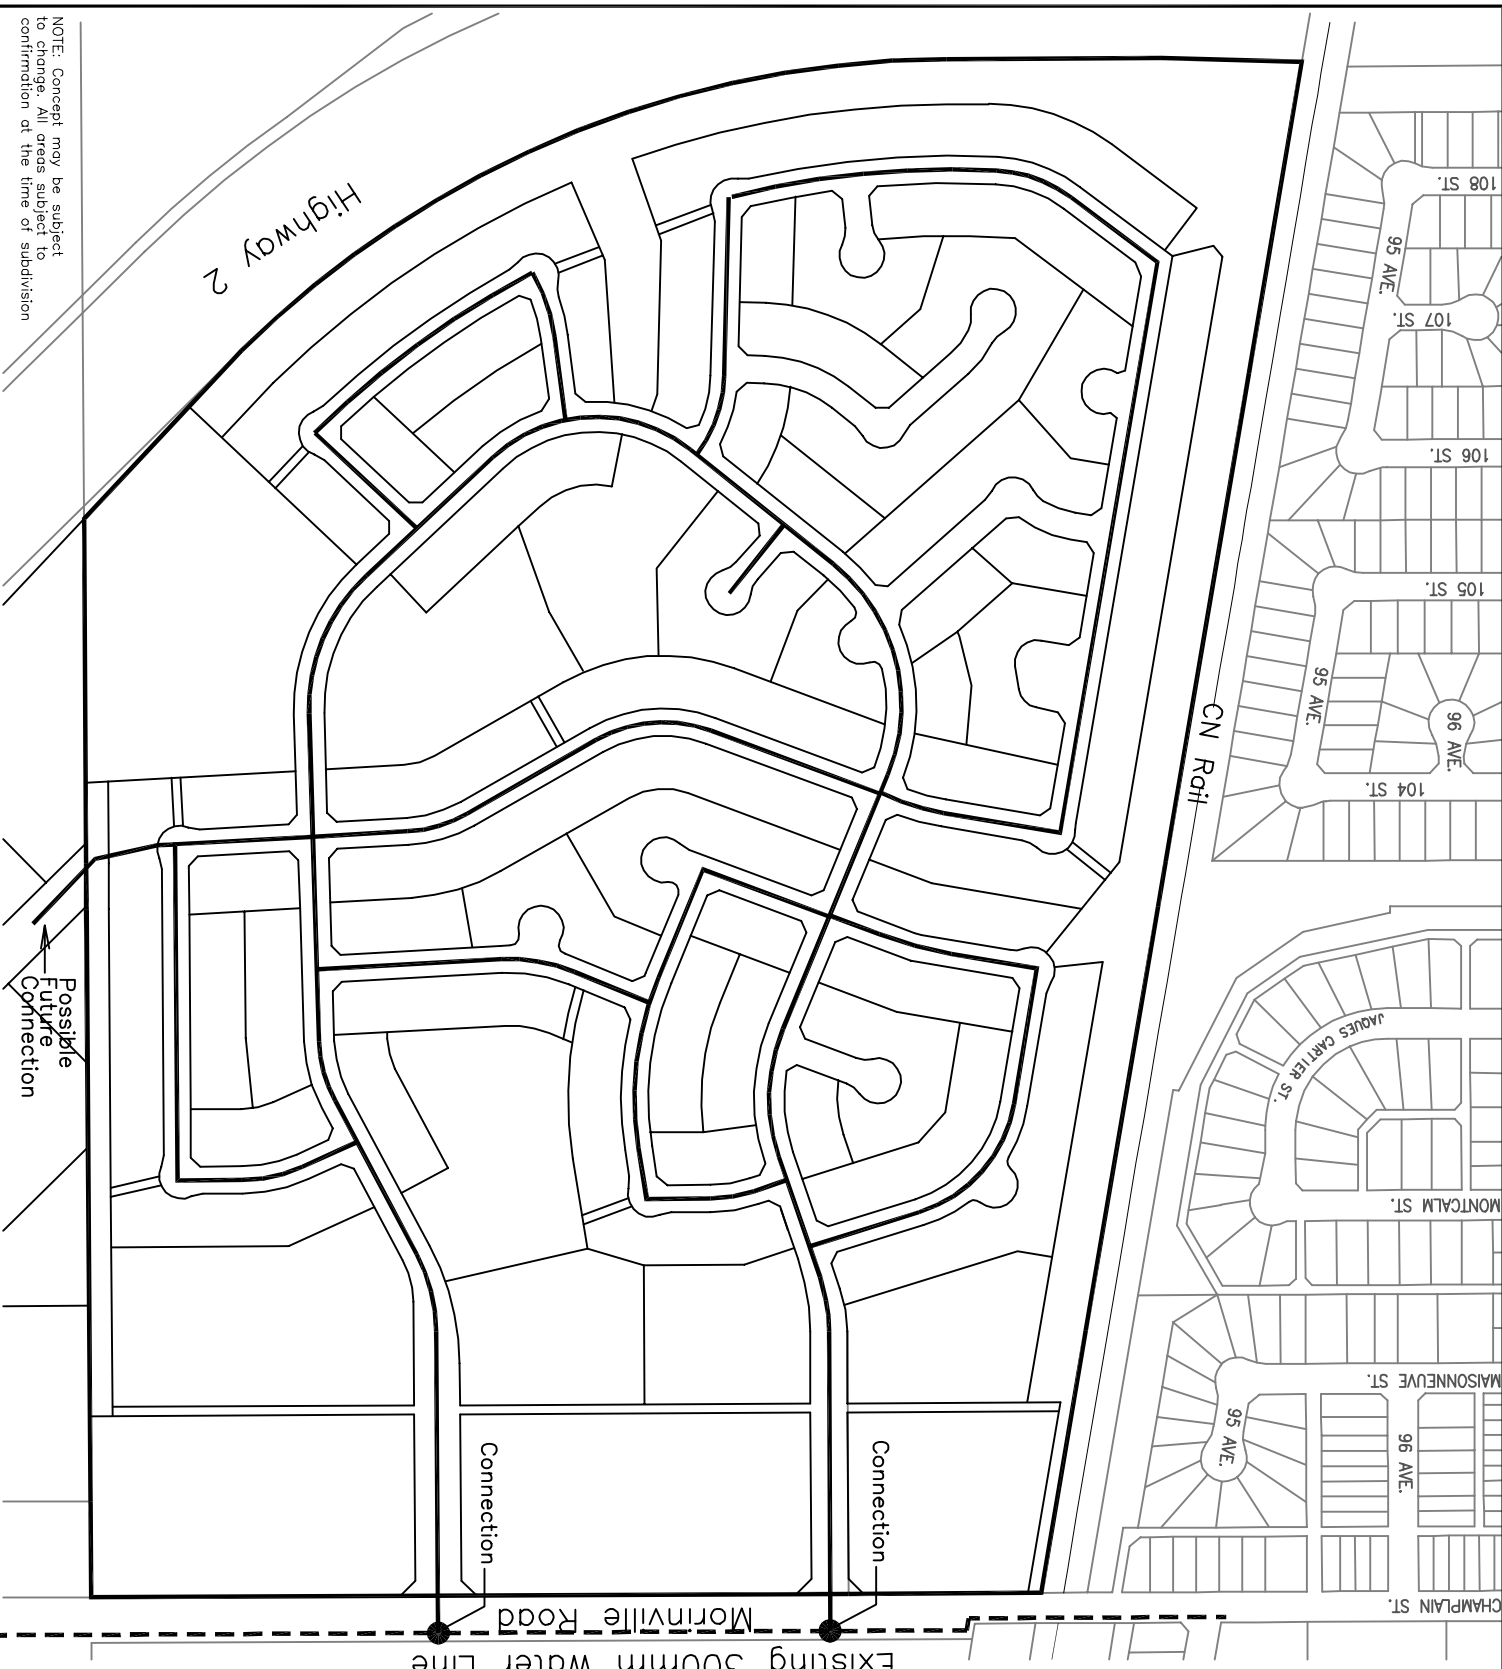 NOTE: Concept may be subject
to change. All areas subject to
confirmation at the time of subdivision
Highway 2
CN Rail
108 ST.
95 AVE.
107 ST.
106 ST.
105 ST.
95 AVE.
96 AVE.
104 ST.
JAQUES CARTIER ST.
MONTCALM ST.
MAISONNEUVE ST.
95 AVE.
96 AVE.
CHAMPLAIN ST.
Possible
Future
Connection
Connection
Connection
Morinville Road
Existing 300mm Water Line